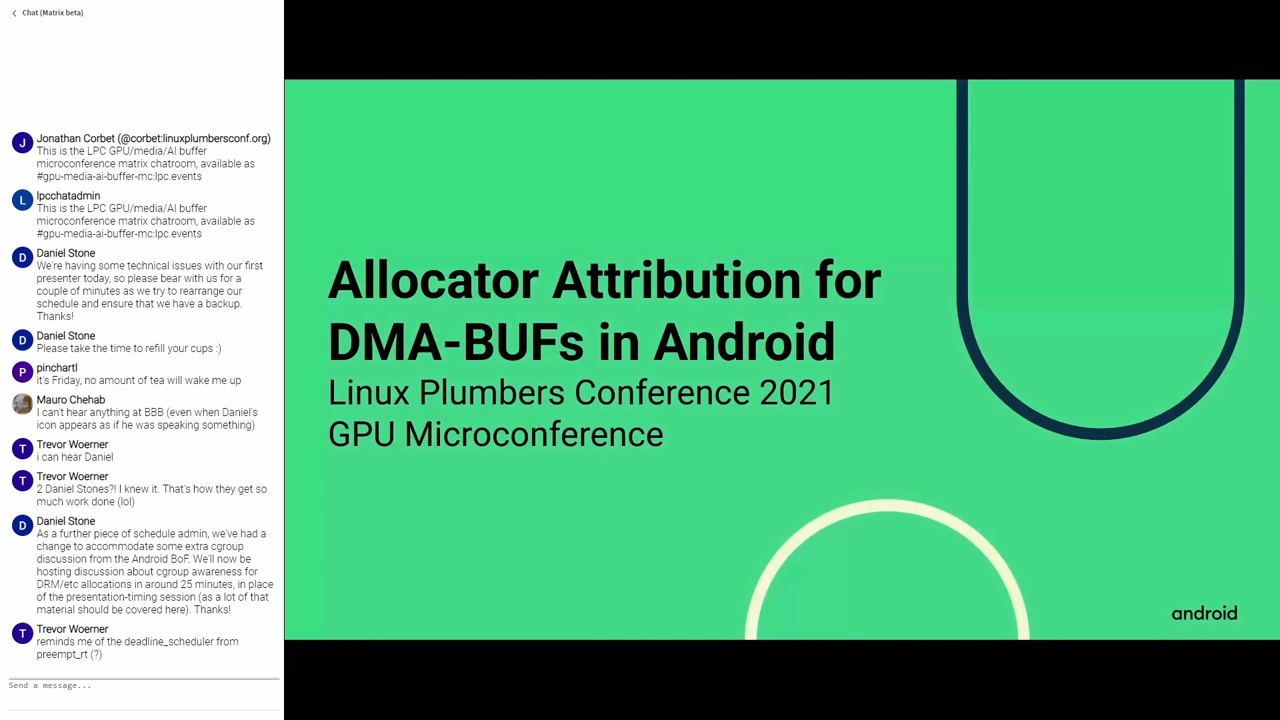 Chat (Matrix beta)
J
Jonathan Corbet (@corbet:linuxplumbersconf.org)
This is the LPC GPU/media/AI buffer
microconference matrix chatroom, available as
#gpu-media-ai-buffer-mc:lpc.events
L
lpcchatadmin
This is the LPC GPU/media/AI buffer
microconference matrix chatroom, available as
#gpu-media-ai-buffer-mc:lpc.events
D
Daniel Stone
We're having some technical issues with our first
presenter today, so please bear with us for a
couple of minutes as we try to rearrange our
schedule and ensure that we have a backup.
Thanks!
D
Daniel Stone
Please take the time to refill your cups :)
P
pinchartl
it's Friday, no amount of tea will wake me up
Mauro Chehab
I can't hear anything at BBB (even when Daniel's
icon appears as if he was speaking something)
T
Trevor Woerner
i can hear Daniel
T
Trevor Woerner
2 Daniel Stones?! I knew it. That's how they get so
much work done (lol)
D
Daniel Stone
As a further piece of schedule admin, we've had a
change to accommodate some extra cgroup
discussion from the Android BoF. We'll now be
hosting discussion about cgroup awareness for
DRM/etc allocations in around 25 minutes, in place
of the presentation-timing session (as a lot of that
material should be covered here). Thanks!
T
Trevor Woerner
reminds me of the deadline_scheduler from
preempt_rt (?)
Send a message...
Allocator Attribution for
DMA-BUFs in Android
Linux Plumbers Conference 2021
GPU Microconference
android